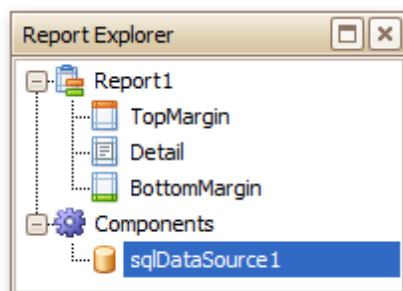 Report Explorer
Report1
TopMargin
Detail
BottomMargin
Components
sqlDataSource1